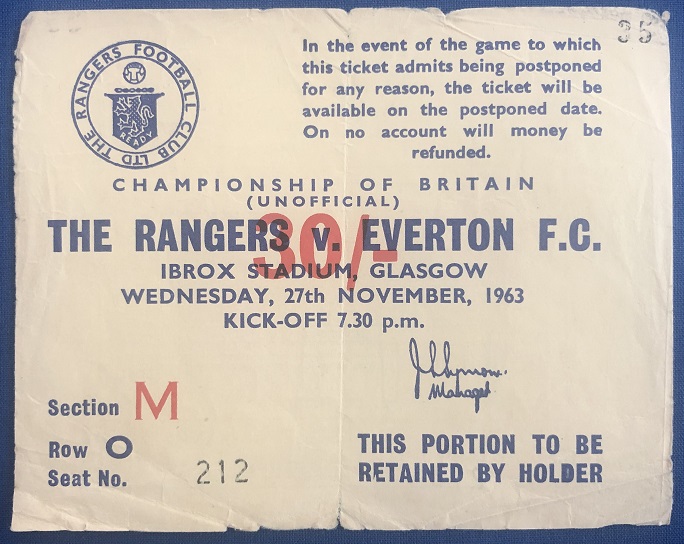 35
THE RANGERS FOOTBALL CLUB LTD
READY
In the event of the game to which
this ticket admits being postponed
for any reason, the ticket will be
available on the postponed date.
On no account will money be
refunded.
CHAMPIONSHIP OF BRITAIN
(UNOFFICIAL)
30/-
THE RANGERS v. EVERTON F.C.
IBROX STADIUM, GLASGOW
WEDNESDAY, 27th NOVEMBER, 1963
KICK-OFF 7.30 p.m.
J.S.Symon.
Manager
Section M
Row O
Seat No. 212
THIS PORTION TO BE
RETAINED BY HOLDER